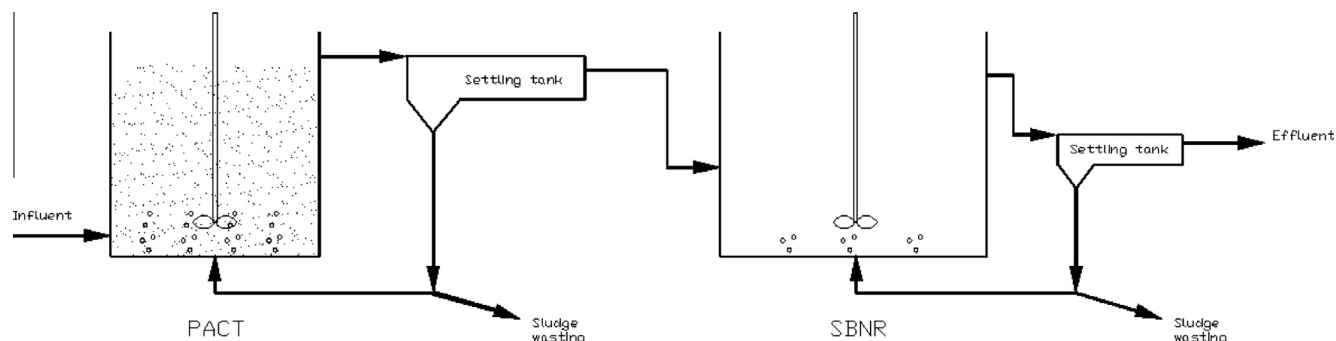 Settling tank
Effluent
Settling tank
Influent
PACT
Sludge
wasting
SBNR
Sludge
wasting